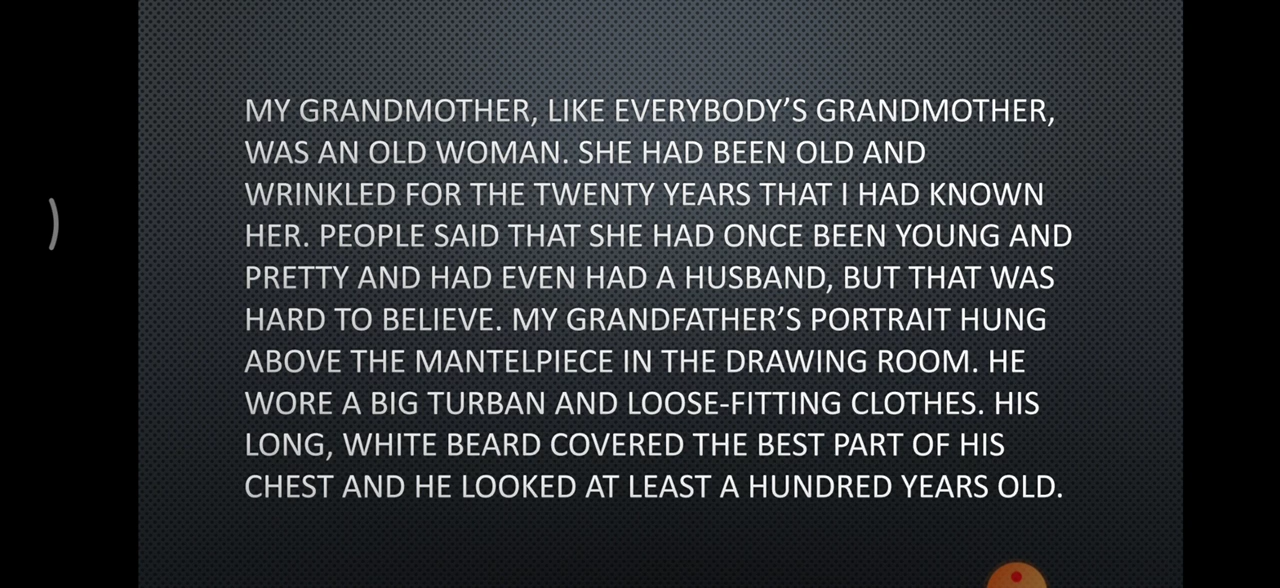 MY GRANDMOTHER, LIKE EVERYBODY’S GRANDMOTHER,
WAS AN OLD WOMAN. SHE HAD BEEN OLD AND
WRINKLED FOR THE TWENTY YEARS THAT I HAD KNOWN
HER. PEOPLE SAID THAT SHE HAD ONCE BEEN YOUNG AND
PRETTY AND HAD EVEN HAD A HUSBAND, BUT THAT WAS
HARD TO BELIEVE. MY GRANDFATHER’S PORTRAIT HUNG
ABOVE THE MANTELPIECE IN THE DRAWING ROOM. HE
WORE A BIG TURBAN AND LOOSE-FITTING CLOTHES. HIS
LONG, WHITE BEARD COVERED THE BEST PART OF HIS
CHEST AND HE LOOKED AT LEAST A HUNDRED YEARS OLD.